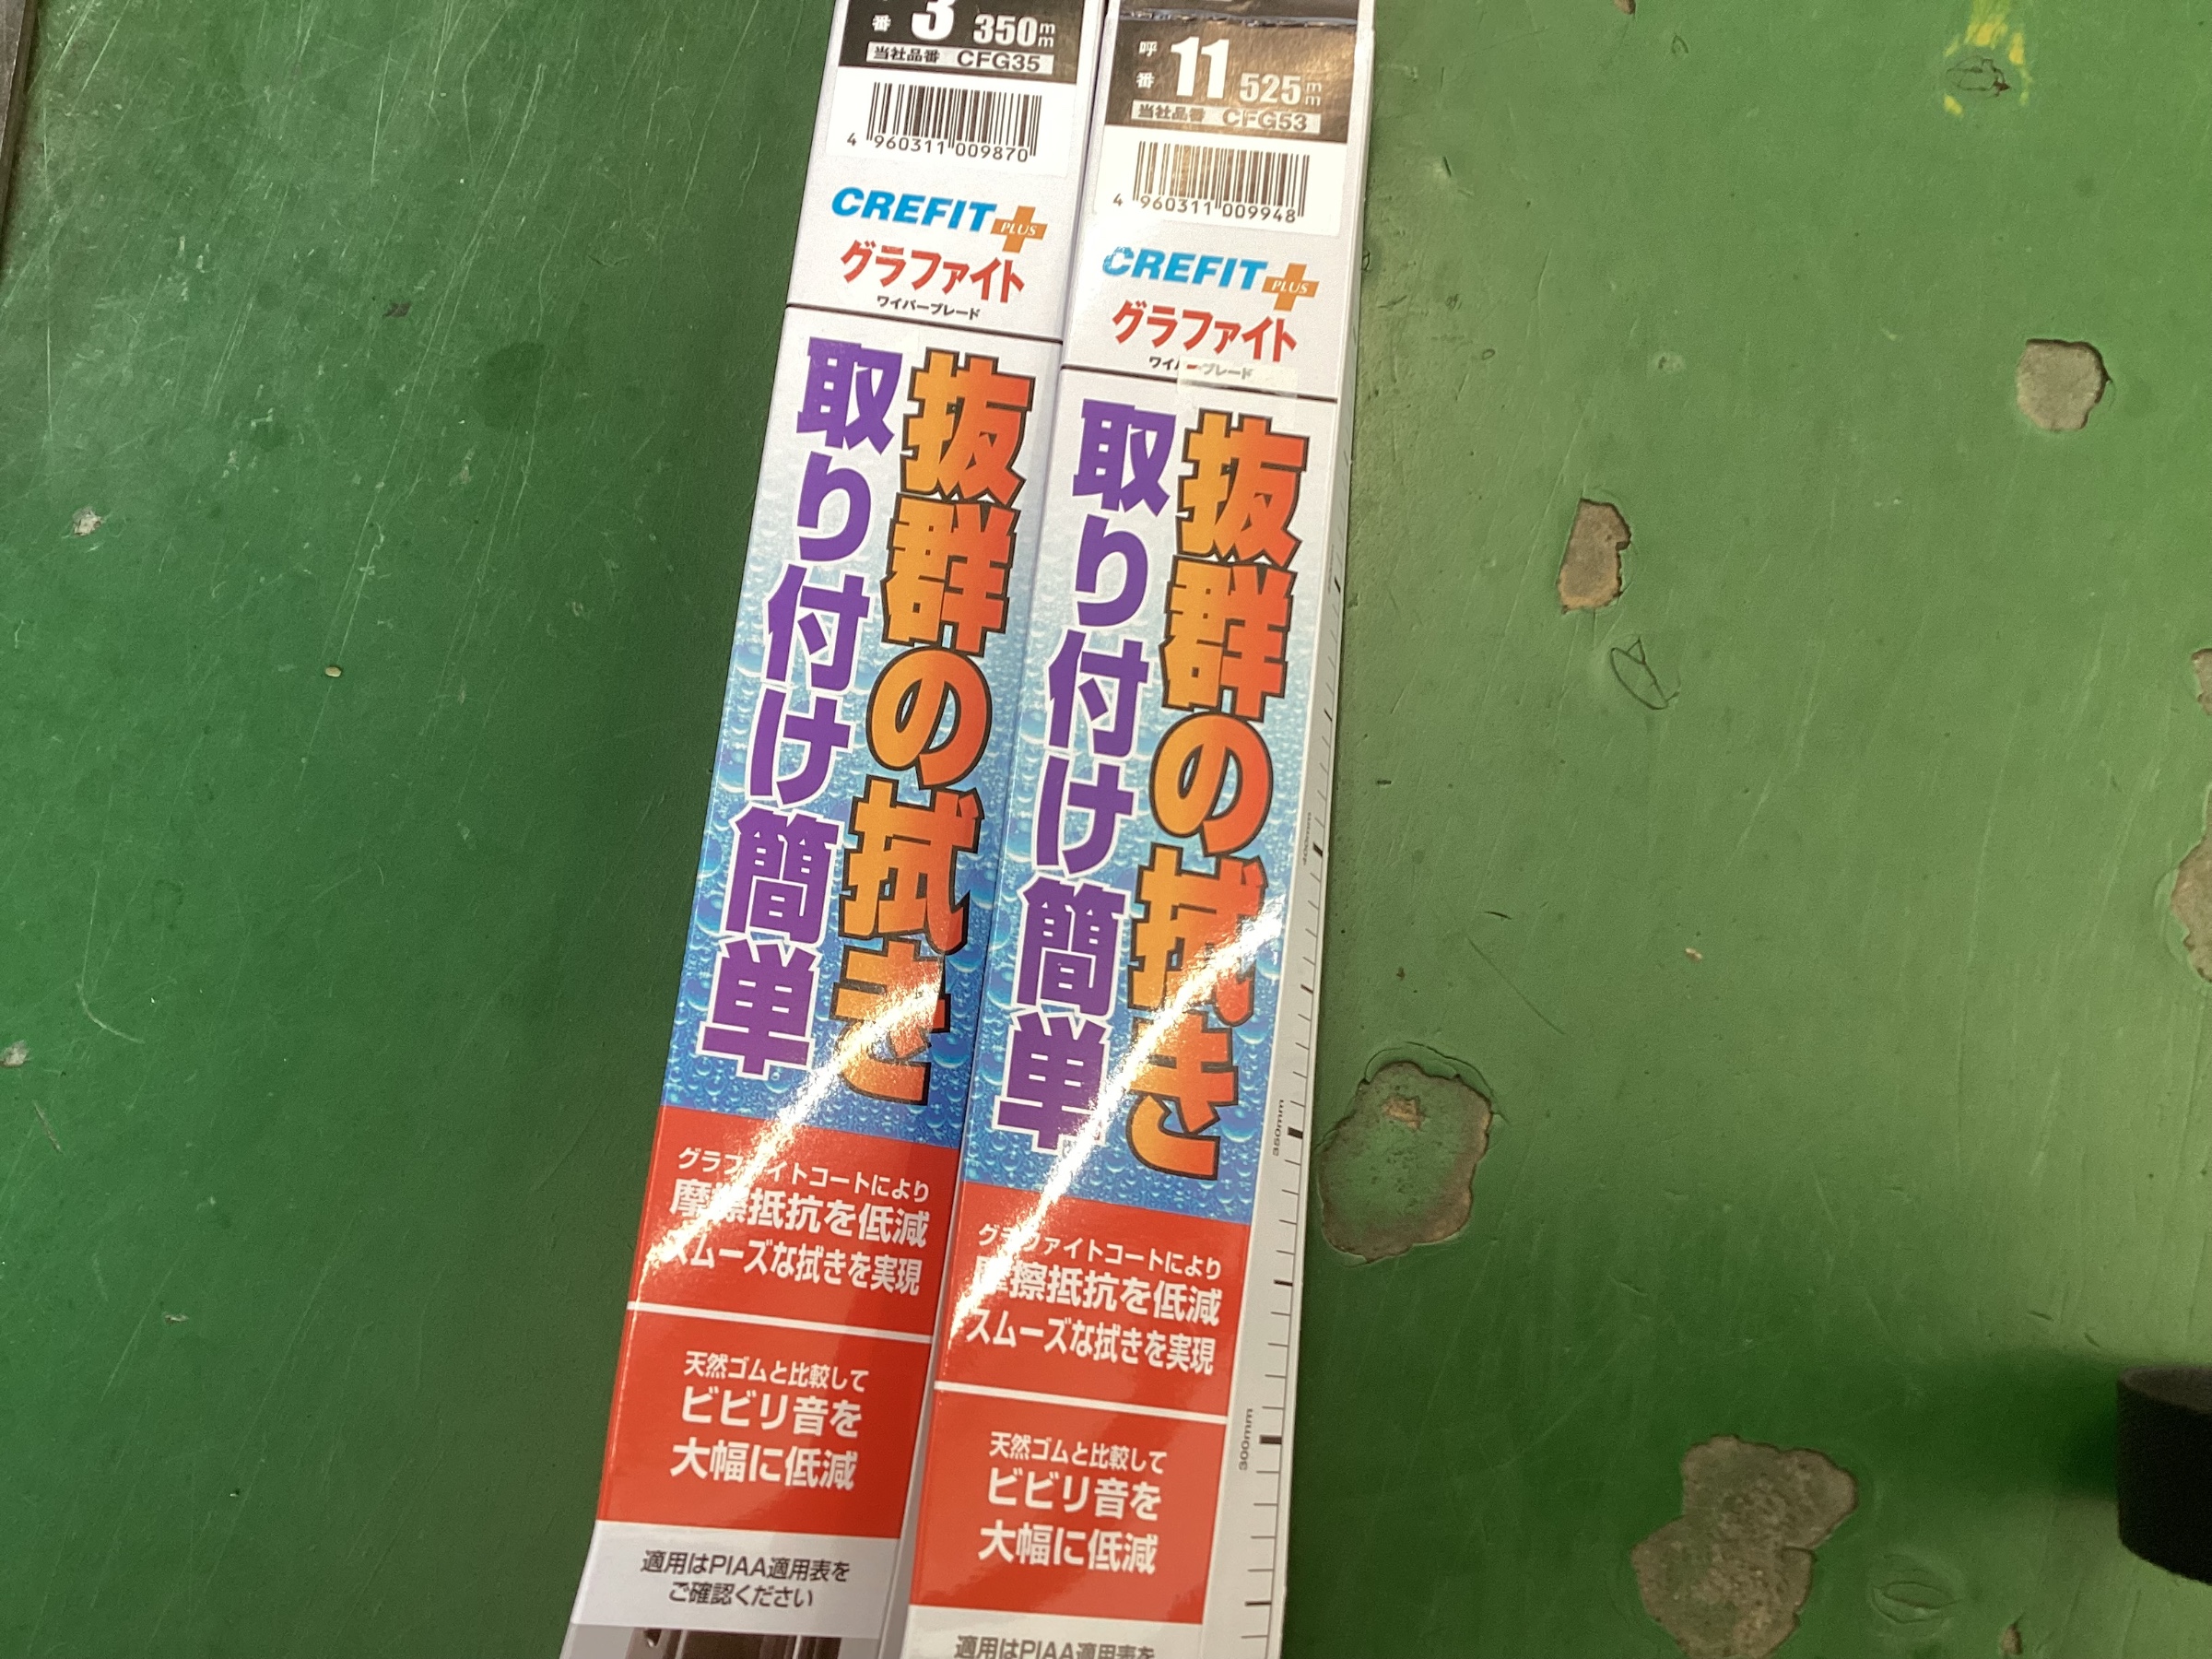 番 3 350mm
当社品番 CFG35
4 960311 009870
CREFIT PLUS
グラファイト
ワイパーブレード
抜群の拭き
取り付け簡単
グラファイトコートにより
摩擦抵抗を低減
スムーズな拭きを実現
天然ゴムと比較して
ビビリ音を
大幅に低減
適用はPIAA適用表を
ご確認ください
呼番 11 525mm
当社品番 CFG53
4 960311 009948
CREFIT PLUS
グラファイト
ワイパーブレード
抜群の拭き
取り付け簡単
グラファイトコートにより
摩擦抵抗を低減
スムーズな拭きを実現
天然ゴムと比較して
ビビリ音を
大幅に低減
適用はPIAA適用表を
400mm
350mm
300mm